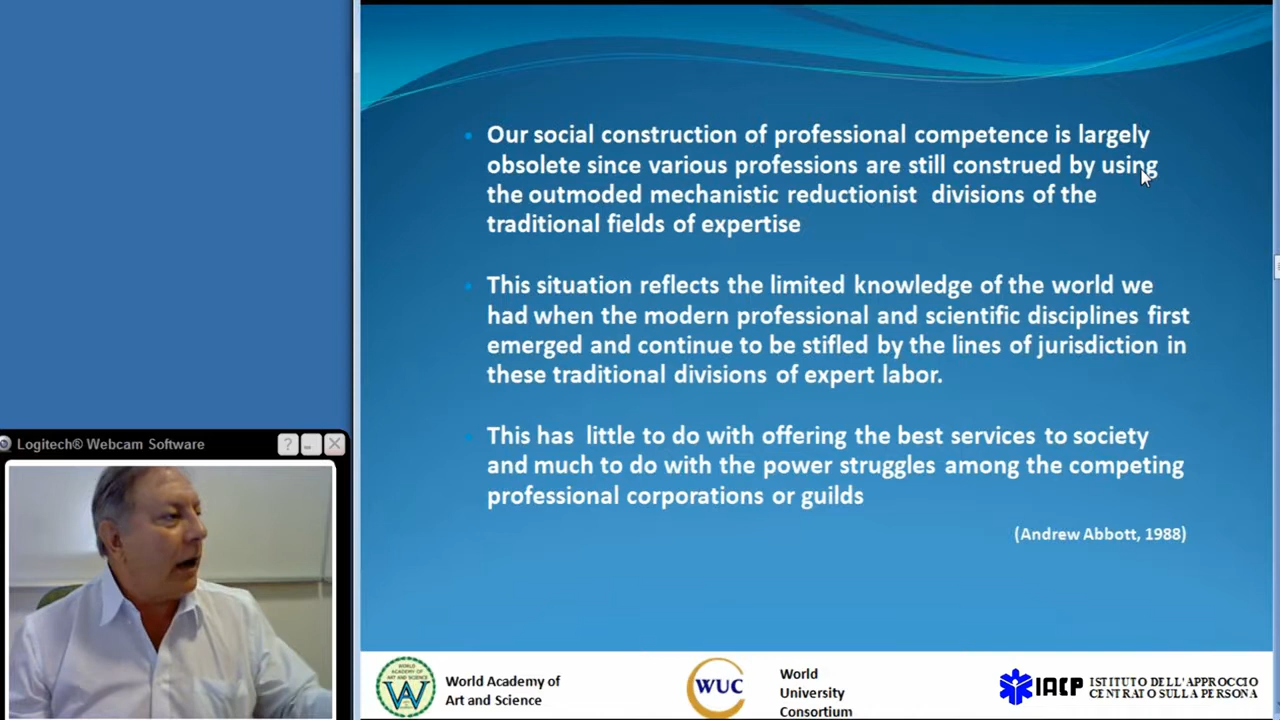 Our social construction of professional competence is largely
obsolete since various professions are still construed by using
the outmoded mechanistic reductionist divisions of the
traditional fields of expertise
This situation reflects the limited knowledge of the world we
had when the modern professional and scientific disciplines first
emerged and continue to be stifled by the lines of jurisdiction in
these traditional divisions of expert labor.
This has little to do with offering the best services to society
and much to do with the power struggles among the competing
professional corporations or guilds
(Andrew Abbott, 1988)
Logitech® Webcam Software
WORLD
ACADEMY OF
ART AND SCIENCE
W
World Academy of
Art and Science
WUC
World
University
Consortium
IACP
ISTITUTO DELL'APPROCCIO
CENTRATO SULLA PERSONA